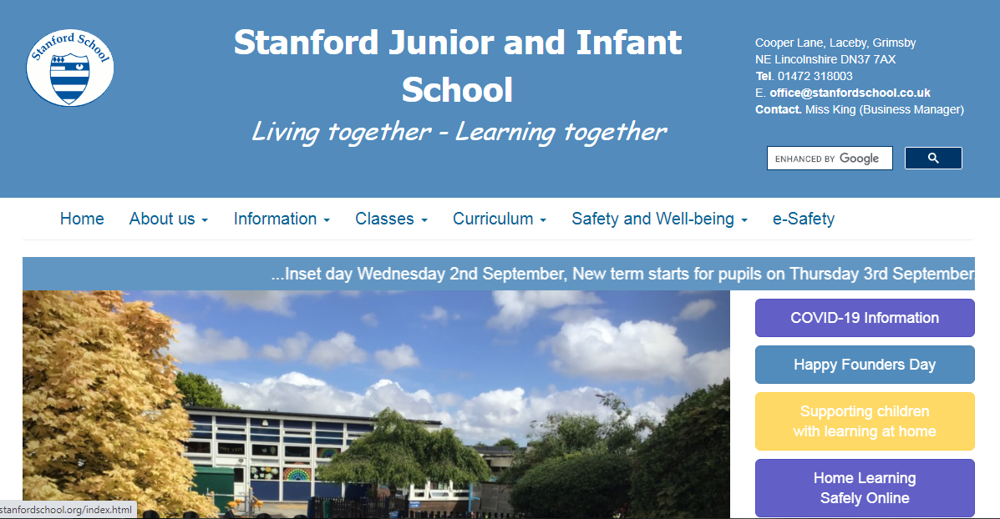 Stanford School
Stanford Junior and Infant
School
Living together - Learning together
Cooper Lane, Laceby, Grimsby
NE Lincolnshire DN37 7AX
Tel. 01472 318003
E. office@stanfordschool.co.uk
Contact. Miss King (Business Manager)
ENHANCED BY Google
Home About us Information Classes Curriculum Safety and Well-being e-Safety
...Inset day Wednesday 2nd September, New term starts for pupils on Thursday 3rd September
COVID-19 Information
Happy Founders Day
Supporting children
with learning at home
Home Learning
Safely Online
stanfordschool.org/index.html